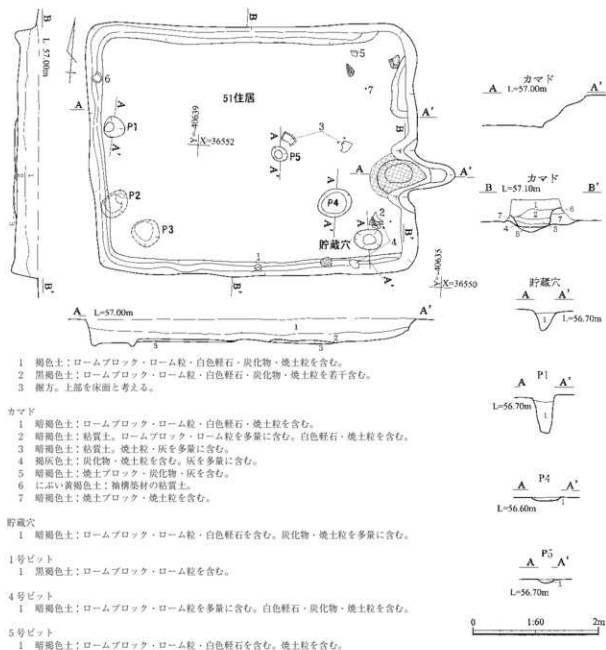 B
L=57.00m
B'
B
B'
51住居
Y=-40639
X=36552
Y=-40635
X=36550
A
A'
A
A'
A
A'
A
A'
A
A'
A
A'
B
B'
P1
P2
P3
P4
P5
貯蔵穴
1
2
3
4
5
6
7
A L=57.00m A'
1
2
3
カマド
A L=57.00m A'
カマド
B L=57.10m B'
1
2
3
4
5
6
7
貯蔵穴
A A'
1
L=56.70m
P1
A A'
L=56.70m
1
P4
A A'
L=56.60m
1
P5
A A'
L=56.70m
1
0 1:60 2m
1 褐色土:ロームブロック・ローム粒・白色軽石・炭化物・焼土粒を含む。
2 黒褐色土:ロームブロック・ローム粒・白色軽石・炭化物・焼土粒を若干含む。
3 掘方。上部を床面と考える。
カマド
1 暗褐色土:ロームブロック・ローム粒・白色軽石・焼土粒を含む。
2 暗褐色土:粘質土。ロームブロック・ローム粒を多量に含む。白色軽石・焼土粒を含む。
3 暗褐色土:粘質土。焼土粒・灰を多量に含む。
4 褐灰色土:炭化物・焼土粒を含む。灰を多量に含む。
5 暗褐色土:焼土ブロック・炭化物・灰を含む。
6 にぶい黄褐色土:袖構築材の粘質土。
7 暗褐色土:焼土ブロック・焼土粒を含む。
貯蔵穴
1 暗褐色土:ロームブロック・ローム粒・白色軽石を含む。炭化物・焼土粒を多量に含む。
1号ピット
1 黒褐色土:ロームブロック・ローム粒を含む。
4号ピット
1 暗褐色土:ロームブロック・ローム粒を多量に含む。白色軽石・炭化物・焼土粒を含む。
5号ピット
1 暗褐色土:ロームブロック・ローム粒・白色軽石を含む。焼土粒を含む。